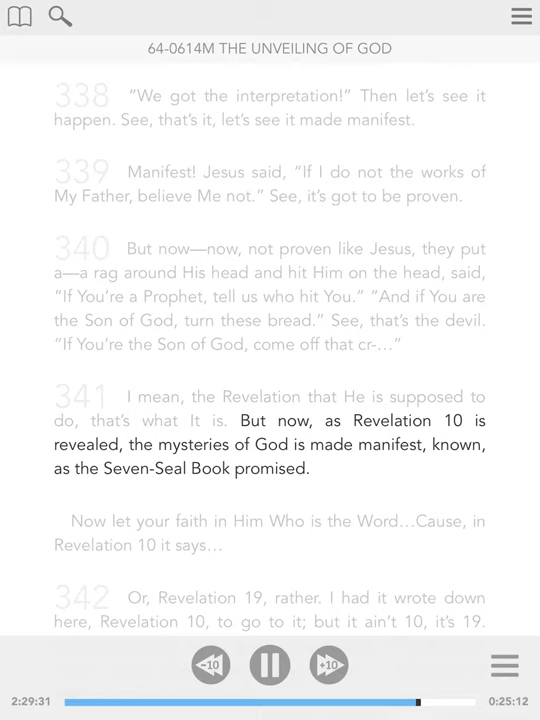 64-0614M THE UNVEILING OF GOD
338 “We got the interpretation!” Then let’s see it
happen. See, that’s it, let’s see it made manifest.
339 Manifest! Jesus said, “If I do not the works of
My Father, believe Me not.” See, it’s got to be proven.
340 But now—now, not proven like Jesus, they put
a—a rag around His head and hit Him on the head, said,
“If You’re a Prophet, tell us who hit You.” “And if You are
the Son of God, turn these bread.” See, that’s the devil.
“If You’re the Son of God, come off that cr-…”
341 I mean, the Revelation that He is supposed to
do, that’s what It is. But now, as Revelation 10 is
revealed, the mysteries of God is made manifest, known,
as the Seven-Seal Book promised.
Now let your faith in Him Who is the Word…Cause, in
Revelation 10 it says…
342 Or, Revelation 19, rather. I had it wrote down
here, Revelation 10, to go to it; but it ain’t 10, it’s 19.
-10
+10
2:29:31
0:25:12